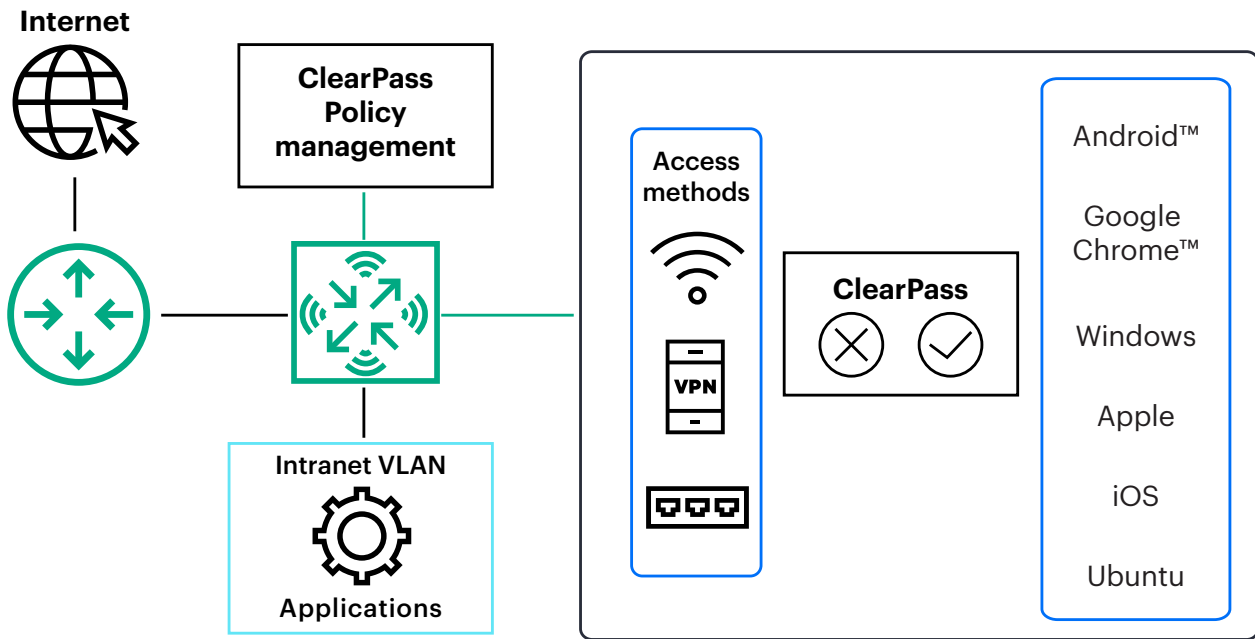 Internet
ClearPass
Policy
management
Intranet VLAN
Applications
Access
methods
VPN
ClearPass
Android™
Google
Chrome™
Windows
Apple
iOS
Ubuntu